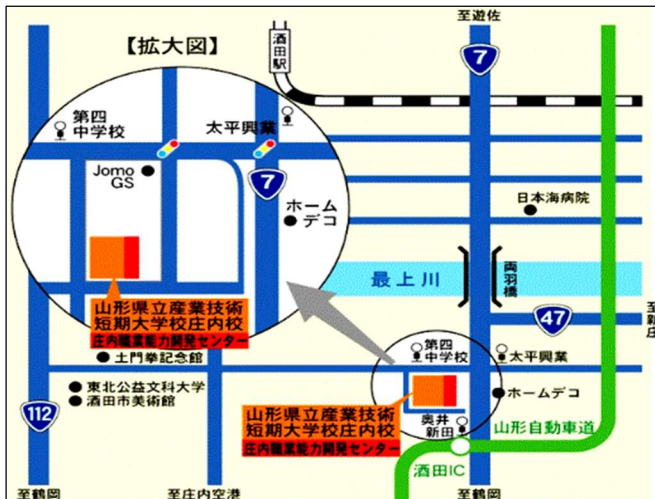 【拡大図】
酒田駅
至遊佐
7
第四
中学校
太平興業
Jomo
GS
7
ホーム
デコ
日本海病院
最上川
両羽橋
47
至新庄
山形県立産業技術
短期大学校庄内校
庄内職業能力開発センター
土門拳記念館
東北公益文科大学
酒田市美術館
112
第四
中学校
太平興業
ホームデコ
山形県立産業技術
短期大学校庄内校
庄内職業能力開発センター
奥井
新田
山形自動車道
酒田IC
至鶴岡
至庄内空港
至鶴岡